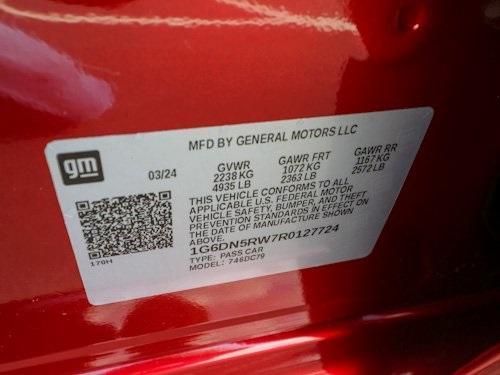 MFD BY GENERAL MOTORS LLC
gm
03/24
GVWR GAWR FRT GAWR RR
2238 KG 1072 KG 1167 KG
4935 LB 2363 LB 2572 LB
THIS VEHICLE CONFORMS TO ALL
APPLICABLE U.S. FEDERAL MOTOR
VEHICLE SAFETY, BUMPER, AND THEFT
PREVENTION STANDARDS IN EFFECT ON
THE DATE OF MANUFACTURE SHOWN
ABOVE.
1G6DN5RW7R0127724
TYPE: PASS CAR
MODEL: 746DC79
170H